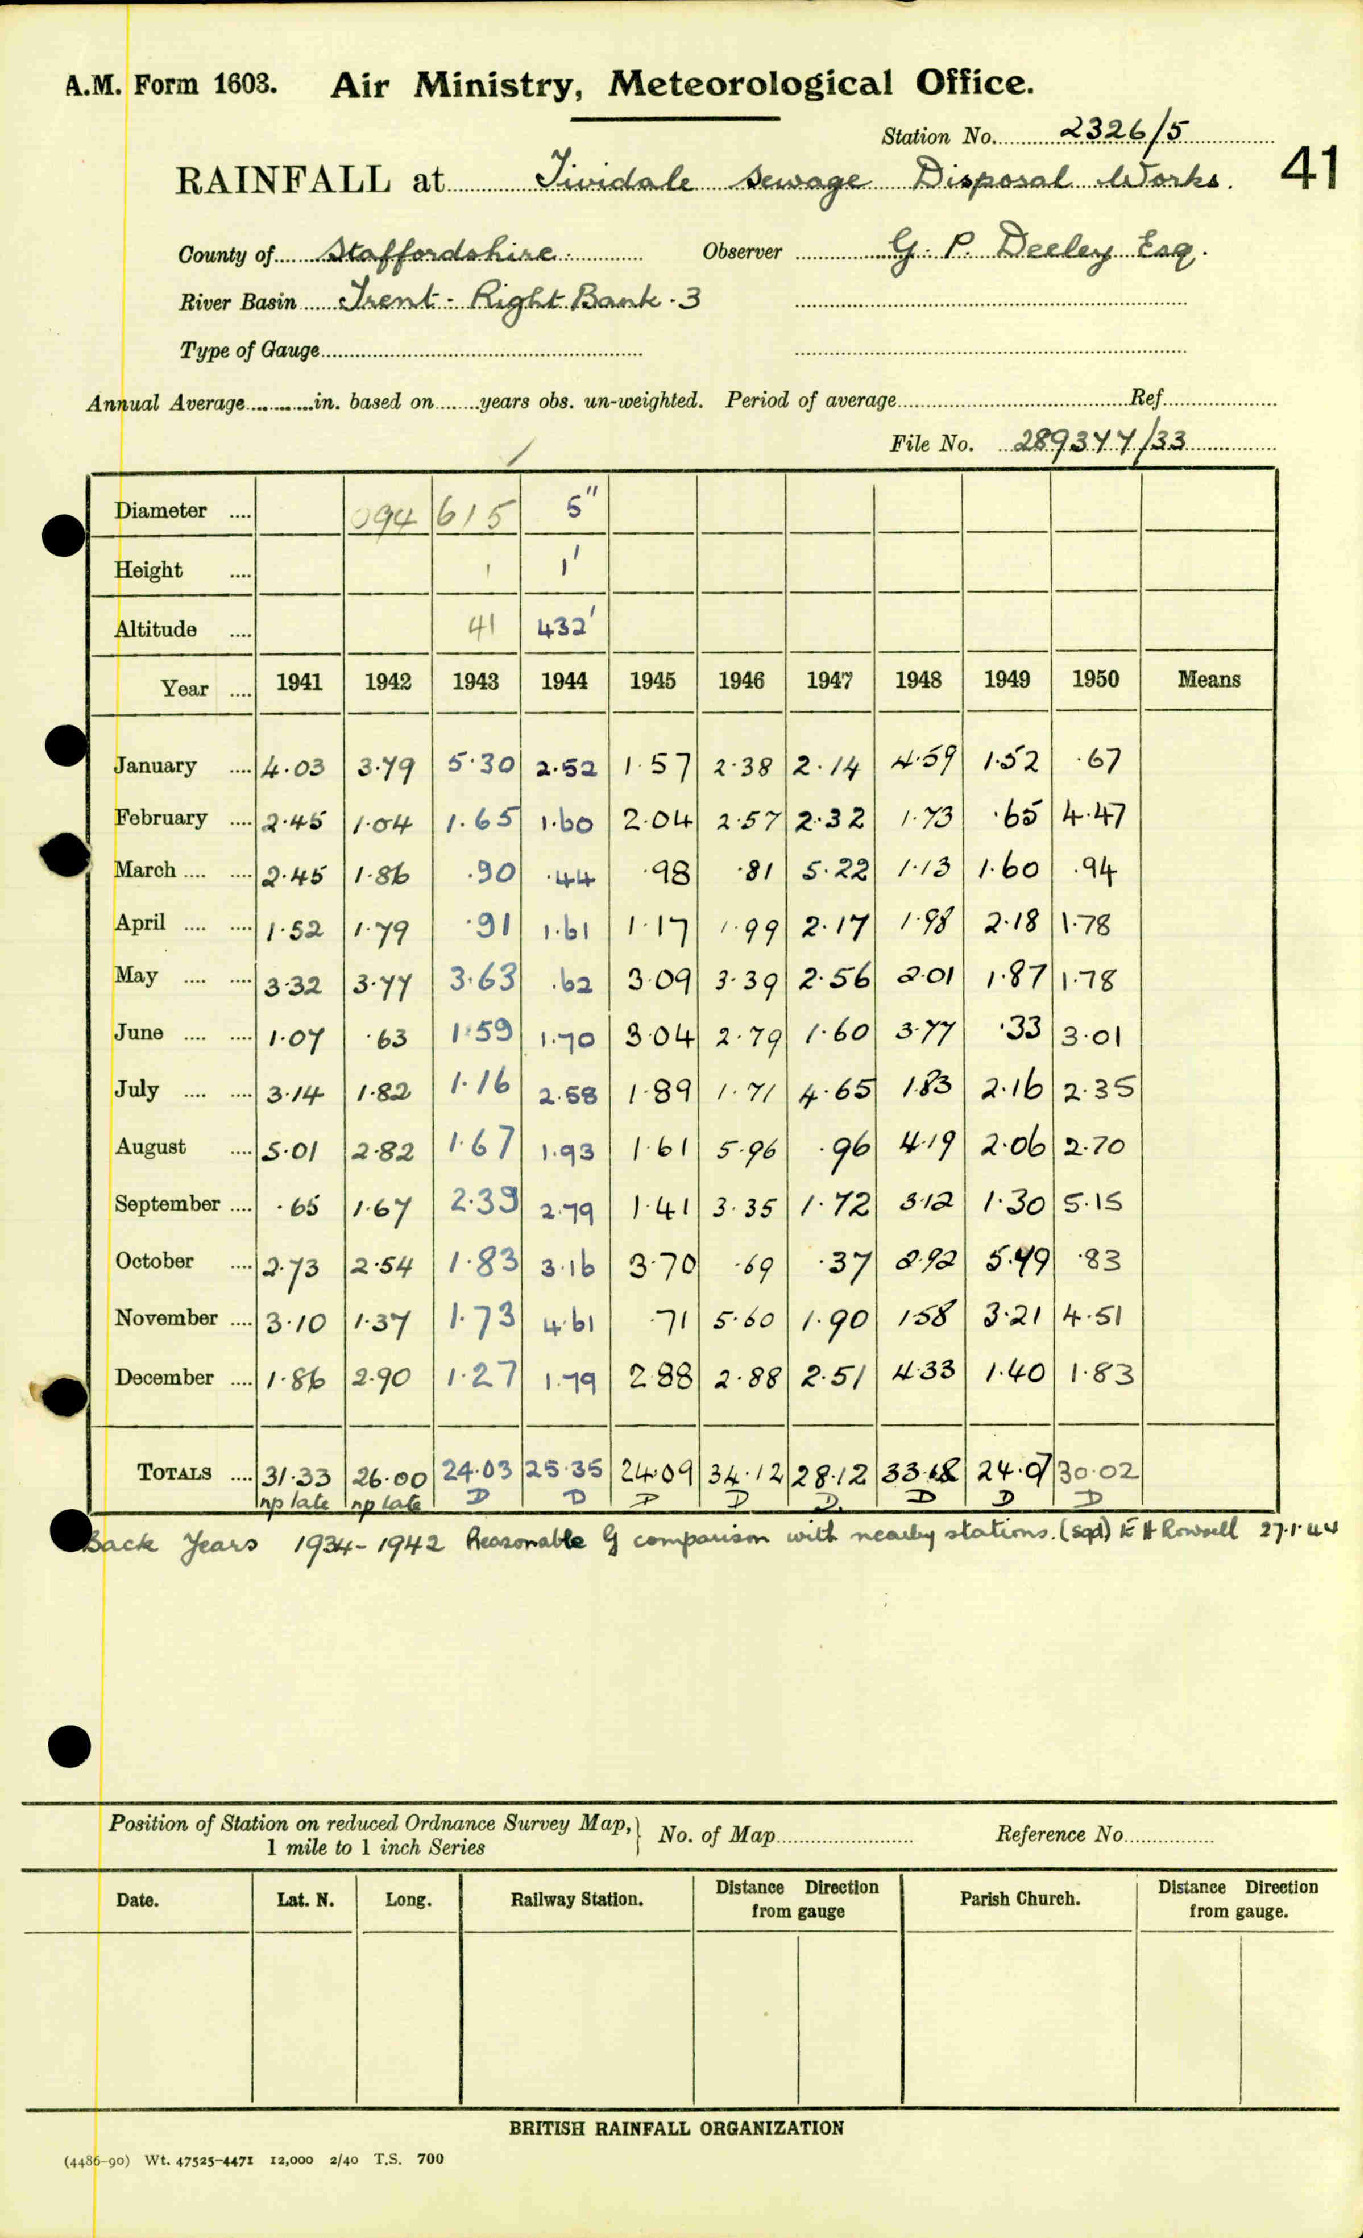 A.M. Form 1603. Air Ministry, Meteorological Office.
Station No. 2326/5
41
RAINFALL at Tividale Sewage Disposal Works.
County of Staffordshire. Observer G. P. Deeley Esq.
River Basin Trent - Right Bank · 3
Type of Gauge
Annual Average in. based on years obs. un-weighted. Period of average Ref.
File No. 289377/33
Diameter .... 094 615 5"
Height .... 1 1'
Altitude .... 41 432'
Year .... 1941 1942 1943 1944 1945 1946 1947 1948 1949 1950 Means
January .... 4·03 3·79 5·30 2·52 1·57 2·38 2·14 4·59 1·52 ·67
February .... 2·45 1·04 1·65 1·60 2·04 2·57 2·32 1·73 ·65 4·47
March .... .... 2·45 1·86 ·90 ·44 ·98 ·81 5·22 1·13 1·60 ·94
April .... .... 1·52 1·79 ·91 1·61 1·17 1·99 2·17 1·98 2·18 1·78
May .... .... 3·32 3·77 3·63 ·62 3·09 3·39 2·56 2·01 1·87 1·78
June .... .... 1·07 ·63 1·59 1·70 3·04 2·79 1·60 3·77 ·33 3·01
July .... .... 3·14 1·82 1·16 2·58 1·89 1·71 4·65 1·83 2·16 2·35
August .... 5·01 2·82 1·67 1·93 1·61 5·96 ·96 4·19 2·06 2·70
September .... ·65 1·67 2·39 2·79 1·41 3·35 1·72 3·12 1·30 5·15
October .... 2·73 2·54 1·83 3·16 3·70 ·69 ·37 2·92 5·79 ·83
November .... 3·10 1·37 1·73 4·61 ·71 5·60 1·90 1·58 3·21 4·51
December .... 1·86 2·90 1·27 1·79 2·88 2·88 2·51 4·33 1·40 1·83
TOTALS .... 31·33 26·00 24·03 25·35 24·09 34·12 28·12 33·18 24·07 30·02
np late np late D D D D D D D D
Back Years 1934-1942 Reasonable by comparison with nearby stations. (sgd) E H Rowsell 27·1·44
Position of Station on reduced Ordnance Survey Map, No. of Map Reference No.
1 mile to 1 inch Series
Date. Lat. N. Long. Railway Station. Distance Direction from gauge Parish Church. Distance Direction from gauge.
BRITISH RAINFALL ORGANIZATION
(4486-90) Wt. 47525-4471 12,000 2/40 T.S. 700